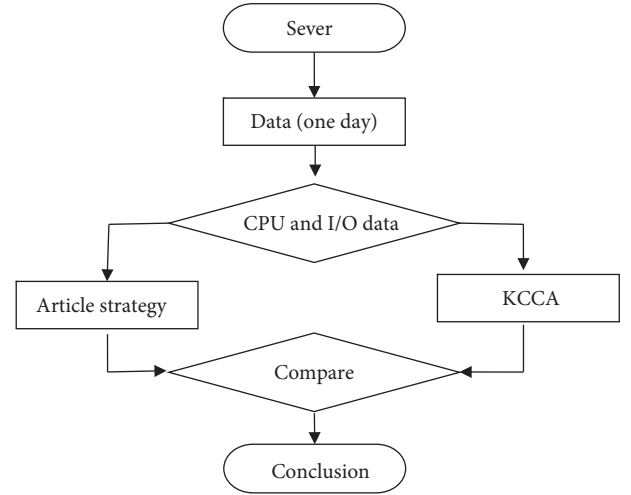 Sever
Data (one day)
CPU and I/O data
Article strategy
KCCA
Compare
Conclusion